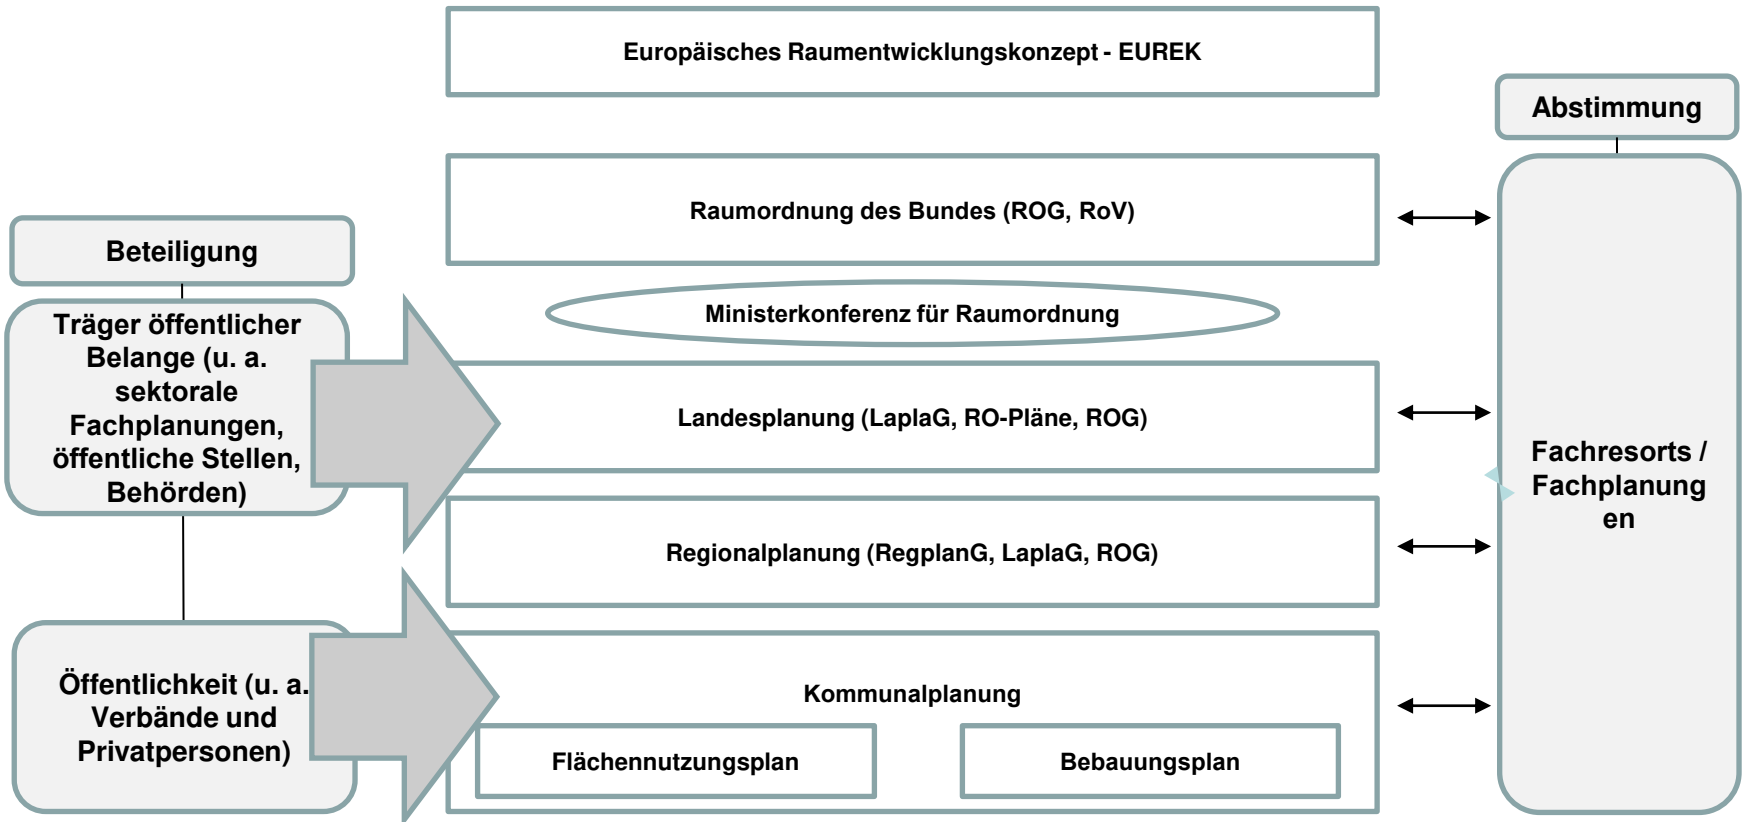 Europäisches Raumentwicklungskonzept - EUREK
Abstimmung
Raumordnung des Bundes (ROG, RoV)
Beteiligung
Ministerkonferenz für Raumordnung
Träger öffentlicher
Belange (u. a.
sektorale
Fachplanungen,
öffentliche Stellen,
Behörden)
Landesplanung (LaplaG, RO-Pläne, ROG)
Fachresorts /
Fachplanung
en
Regionalplanung (RegplanG, LaplaG, ROG)
Öffentlichkeit (u. a.
Verbände und
Privatpersonen)
Kommunalplanung
Flächennutzungsplan
Bebauungsplan